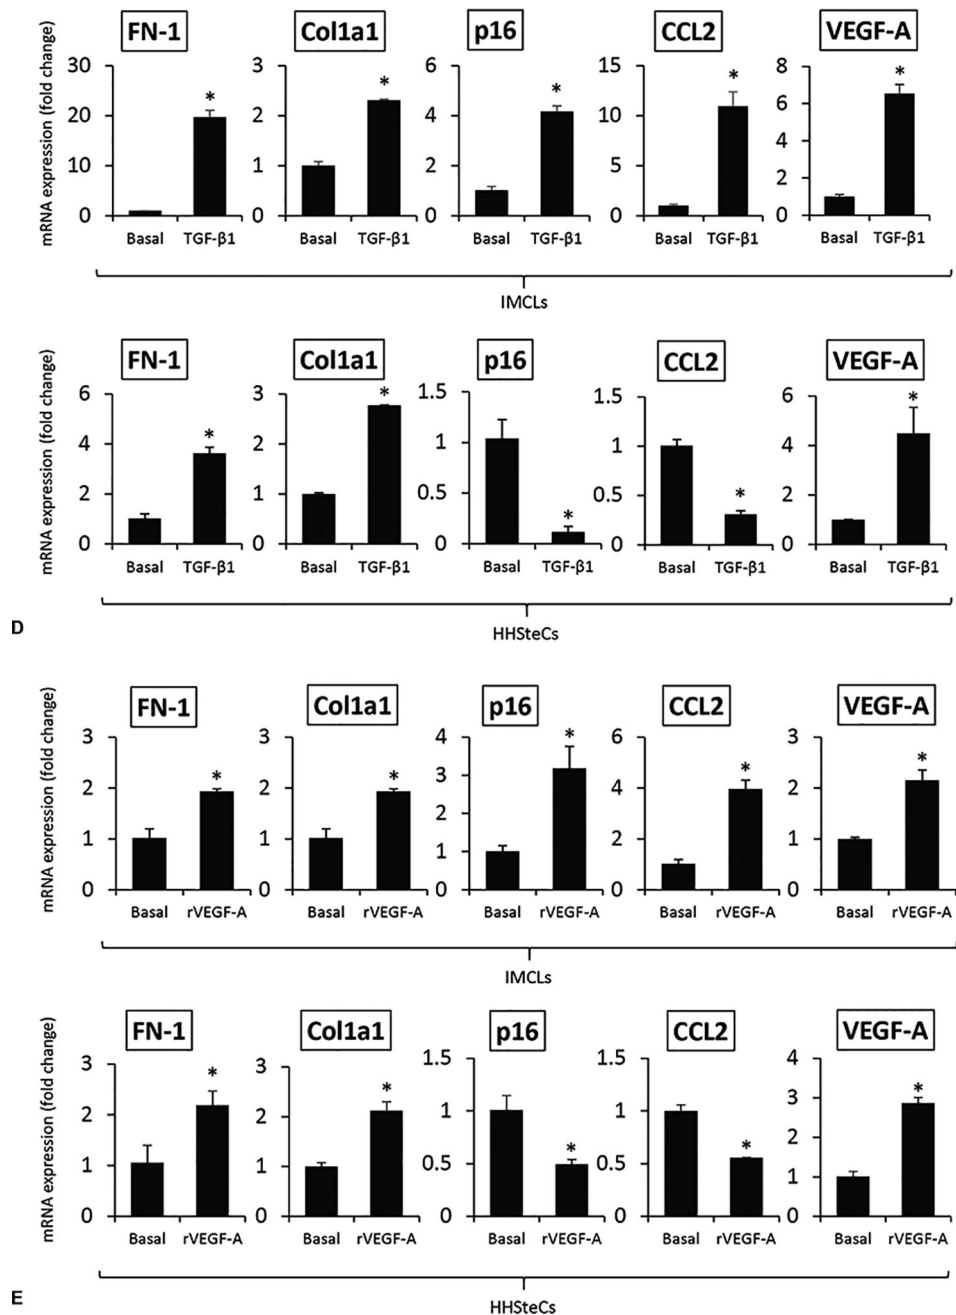 FN-1 Col1a1 p16 CCL2 VEGF-A
mRNA expression (fold change)
30 3 6 15 8
20 2 4 10 6
10 1 2 5 4
2
0 0 0 0 0
Basal TGF-β1 Basal TGF-β1 Basal TGF-β1 Basal TGF-β1 Basal TGF-β1
* * * * *
IMCLs
FN-1 Col1a1 p16 CCL2 VEGF-A
mRNA expression (fold change)
6 3 1.5 1.5 6
4 2 1 1 4
2 1 0.5 0.5 2
0 0 0 0 0
* * * * *
Basal TGF-β1 Basal TGF-β1 Basal TGF-β1 Basal TGF-β1 Basal TGF-β1
HHSteCs
D
FN-1 Col1a1 p16 CCL2 VEGF-A
mRNA expression (fold change)
3 3 4 6 3
2 2 3 4 2
1 1 2 2 1
1
0 0 0 0 0
* * * * *
Basal rVEGF-A Basal rVEGF-A Basal rVEGF-A Basal rVEGF-A Basal rVEGF-A
IMCLs
FN-1 Col1a1 p16 CCL2 VEGF-A
mRNA expression (fold change)
3 3 1.5 1.5 4
2 2 1 1 3
1 1 0.5 0.5 2
1
0 0 0 0 0
* * * * *
Basal rVEGF-A Basal rVEGF-A Basal rVEGF-A Basal rVEGF-A Basal rVEGF-A
HHSteCs
E